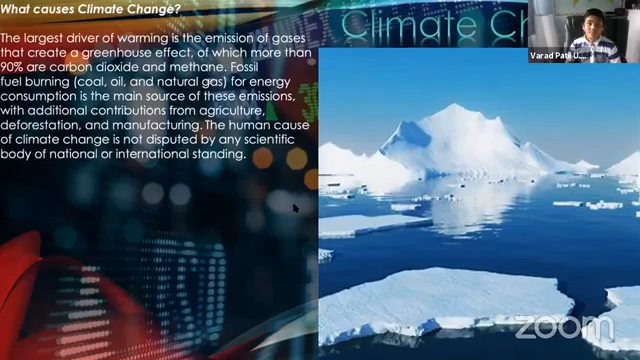 What causes Climate Change?
Climate Ch
The largest driver of warming is the emission of gases
that create a greenhouse effect, of which more than
90% are carbon dioxide and methane. Fossil
fuel burning (coal, oil, and natural gas) for energy
consumption is the main source of these emissions,
with additional contributions from agriculture,
deforestation, and manufacturing. The human cause
of climate change is not disputed by any scientific
body of national or international standing.
Varad Patil
zoom